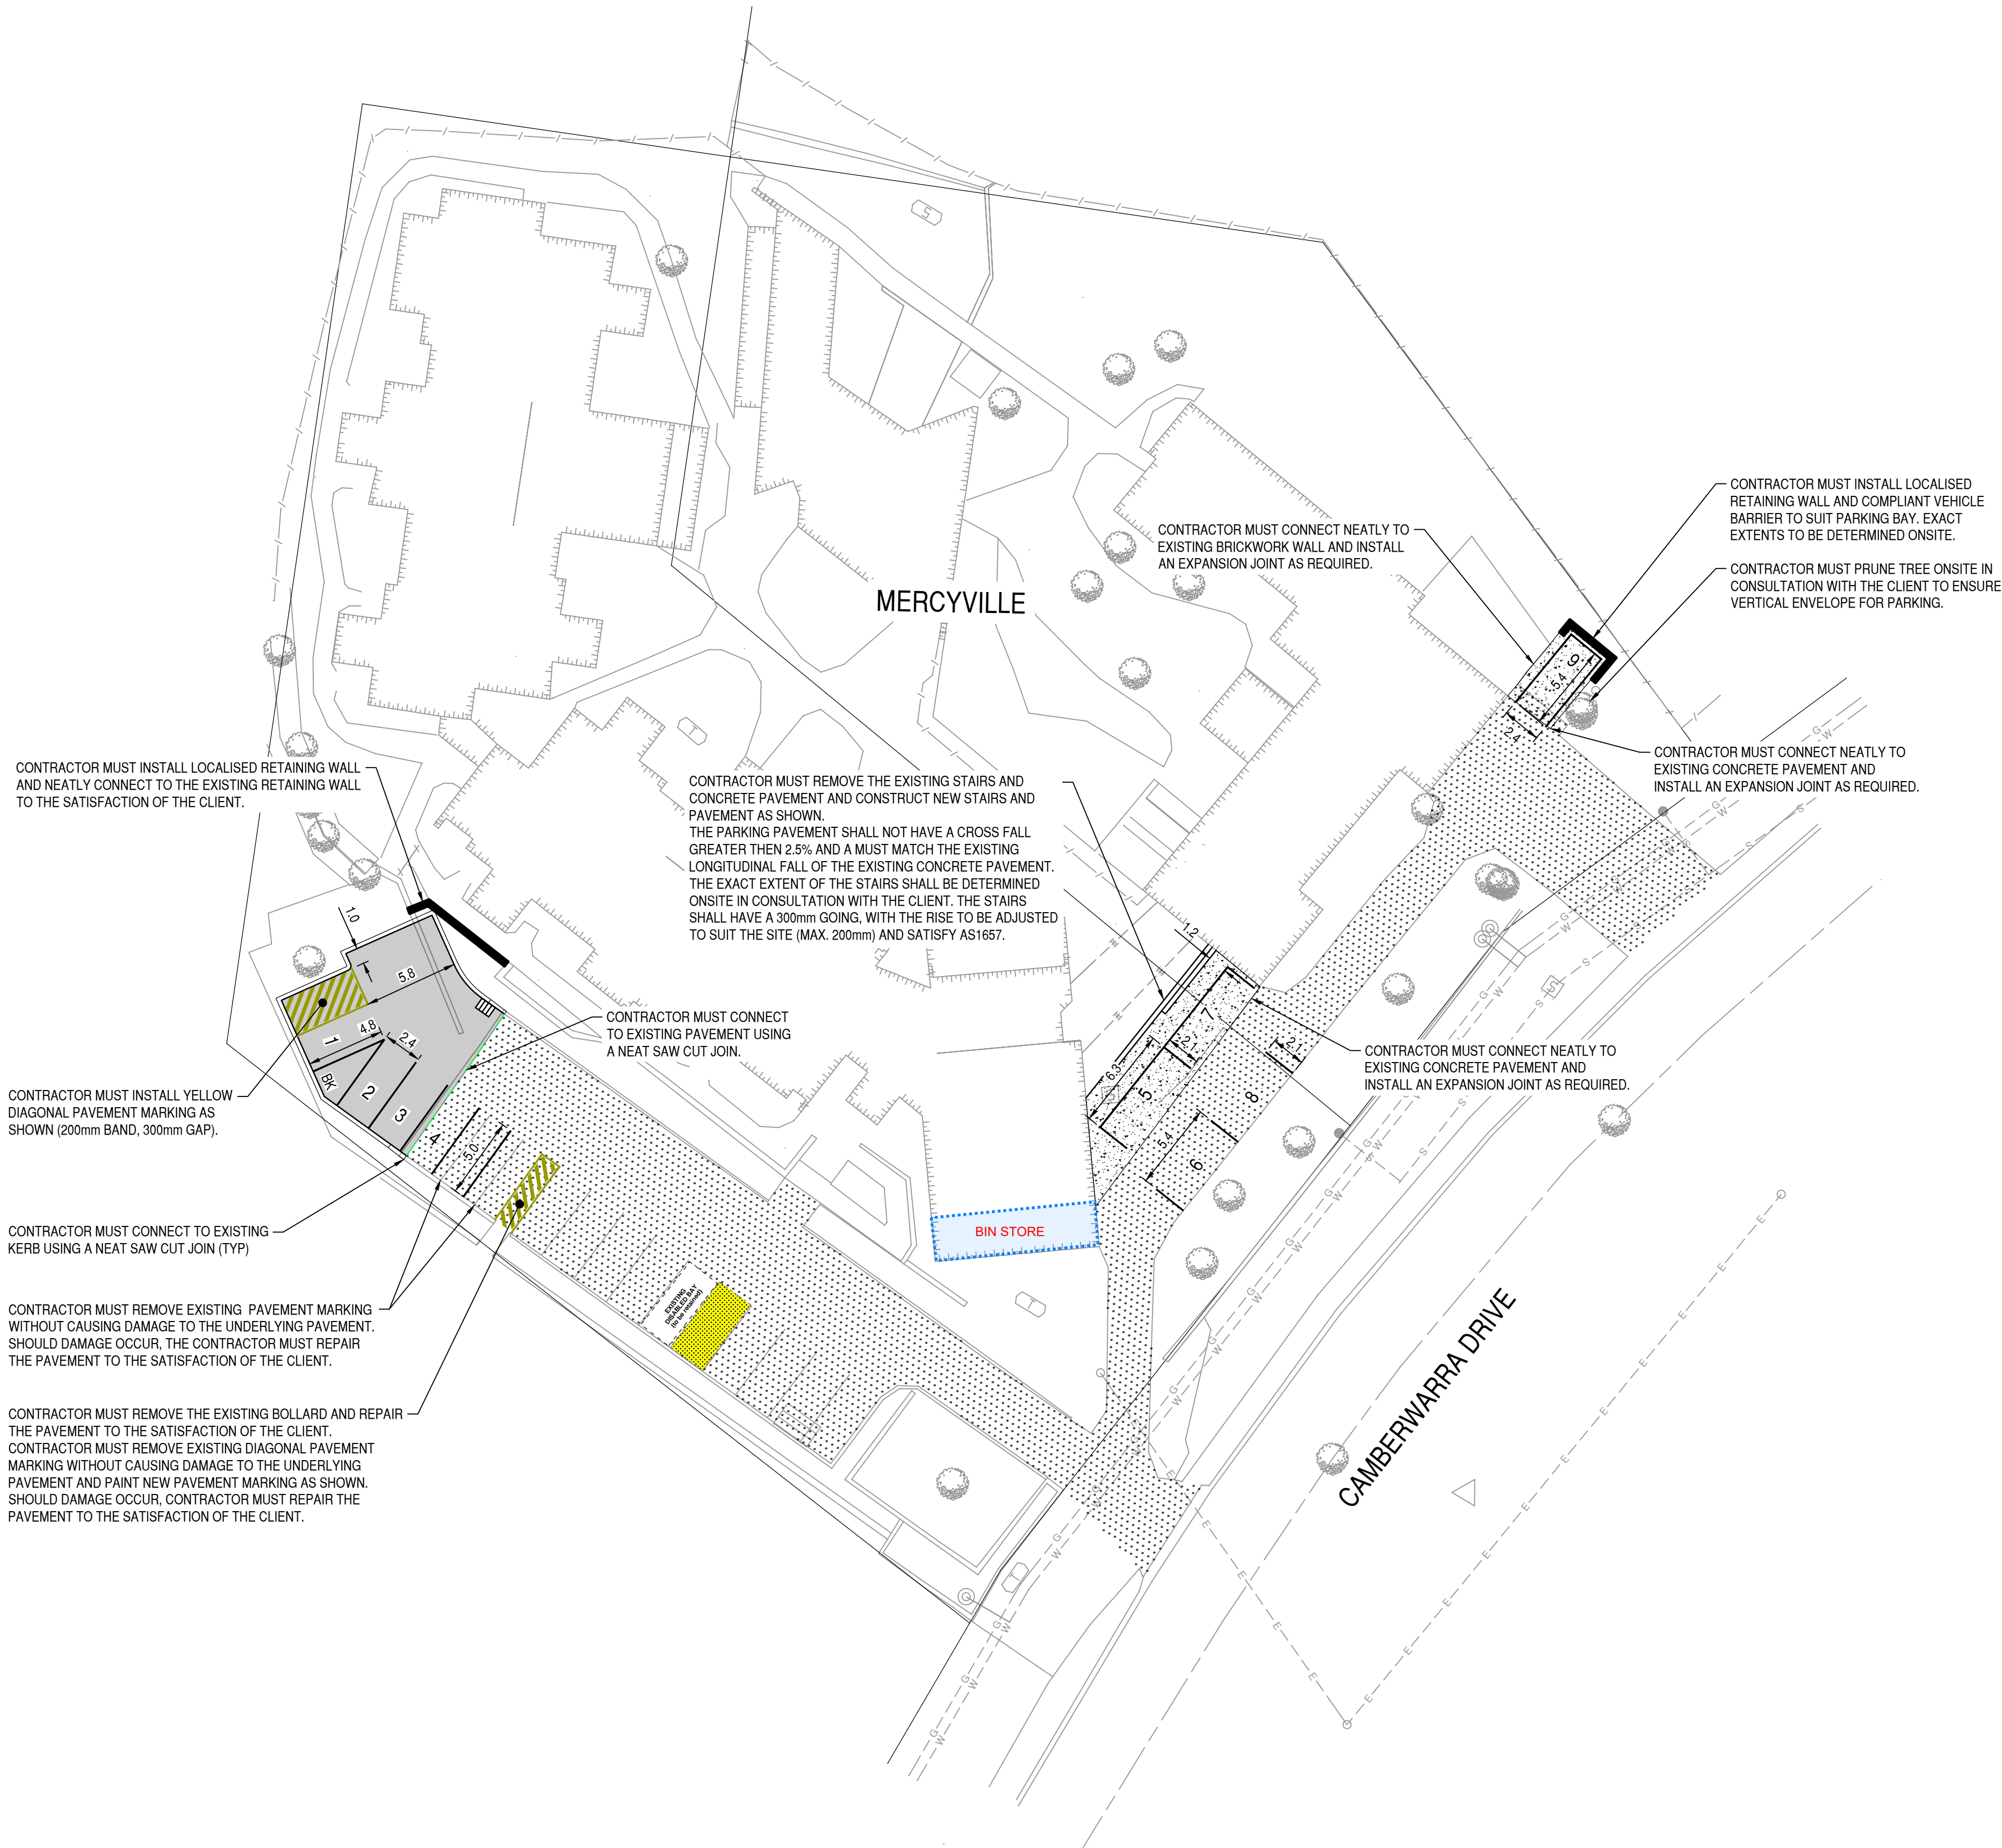 CONTRACTOR MUST INSTALL LOCALISED
RETAINING WALL AND COMPLIANT VEHICLE
BARRIER TO SUIT PARKING BAY. EXACT
EXTENTS TO BE DETERMINED ONSITE.
CONTRACTOR MUST CONNECT NEATLY TO
EXISTING BRICKWORK WALL AND INSTALL
AN EXPANSION JOINT AS REQUIRED.
CONTRACTOR MUST PRUNE TREE ONSITE IN
CONSULTATION WITH THE CLIENT TO ENSURE
VERTICAL ENVELOPE FOR PARKING.
MERCYVILLE
9
5.4
2.4
CONTRACTOR MUST CONNECT NEATLY TO
EXISTING CONCRETE PAVEMENT AND
INSTALL AN EXPANSION JOINT AS REQUIRED.
CONTRACTOR MUST INSTALL LOCALISED RETAINING WALL
AND NEATLY CONNECT TO THE EXISTING RETAINING WALL
TO THE SATISFACTION OF THE CLIENT.
CONTRACTOR MUST REMOVE THE EXISTING STAIRS AND
CONCRETE PAVEMENT AND CONSTRUCT NEW STAIRS AND
PAVEMENT AS SHOWN.
THE PARKING PAVEMENT SHALL NOT HAVE A CROSS FALL
GREATER THEN 2.5% AND A MUST MATCH THE EXISTING
LONGITUDINAL FALL OF THE EXISTING CONCRETE PAVEMENT.
THE EXACT EXTENT OF THE STAIRS SHALL BE DETERMINED
ONSITE IN CONSULTATION WITH THE CLIENT. THE STAIRS
SHALL HAVE A 300mm GOING, WITH THE RISE TO BE ADJUSTED
TO SUIT THE SITE (MAX. 200mm) AND SATISFY AS1657.
1.0
5.8
1.2
7
2.1
6.3
5
2.1
8
5.4
6
CONTRACTOR MUST CONNECT
TO EXISTING PAVEMENT USING
A NEAT SAW CUT JOIN.
CONTRACTOR MUST CONNECT NEATLY TO
EXISTING CONCRETE PAVEMENT AND
INSTALL AN EXPANSION JOINT AS REQUIRED.
4.8
1
2.4
BK
2
3
4
5.0
CONTRACTOR MUST INSTALL YELLOW
DIAGONAL PAVEMENT MARKING AS
SHOWN (200mm BAND, 300mm GAP).
CONTRACTOR MUST CONNECT TO EXISTING
KERB USING A NEAT SAW CUT JOIN (TYP)
BIN STORE
EXISTING
DISABLED BAY
(to be retained)
CONTRACTOR MUST REMOVE EXISTING PAVEMENT MARKING
WITHOUT CAUSING DAMAGE TO THE UNDERLYING PAVEMENT.
SHOULD DAMAGE OCCUR, THE CONTRACTOR MUST REPAIR
THE PAVEMENT TO THE SATISFACTION OF THE CLIENT.
CAMBERWARRA DRIVE
CONTRACTOR MUST REMOVE THE EXISTING BOLLARD AND REPAIR
THE PAVEMENT TO THE SATISFACTION OF THE CLIENT.
CONTRACTOR MUST REMOVE EXISTING DIAGONAL PAVEMENT
MARKING WITHOUT CAUSING DAMAGE TO THE UNDERLYING
PAVEMENT AND PAINT NEW PAVEMENT MARKING AS SHOWN.
SHOULD DAMAGE OCCUR, CONTRACTOR MUST REPAIR THE
PAVEMENT TO THE SATISFACTION OF THE CLIENT.